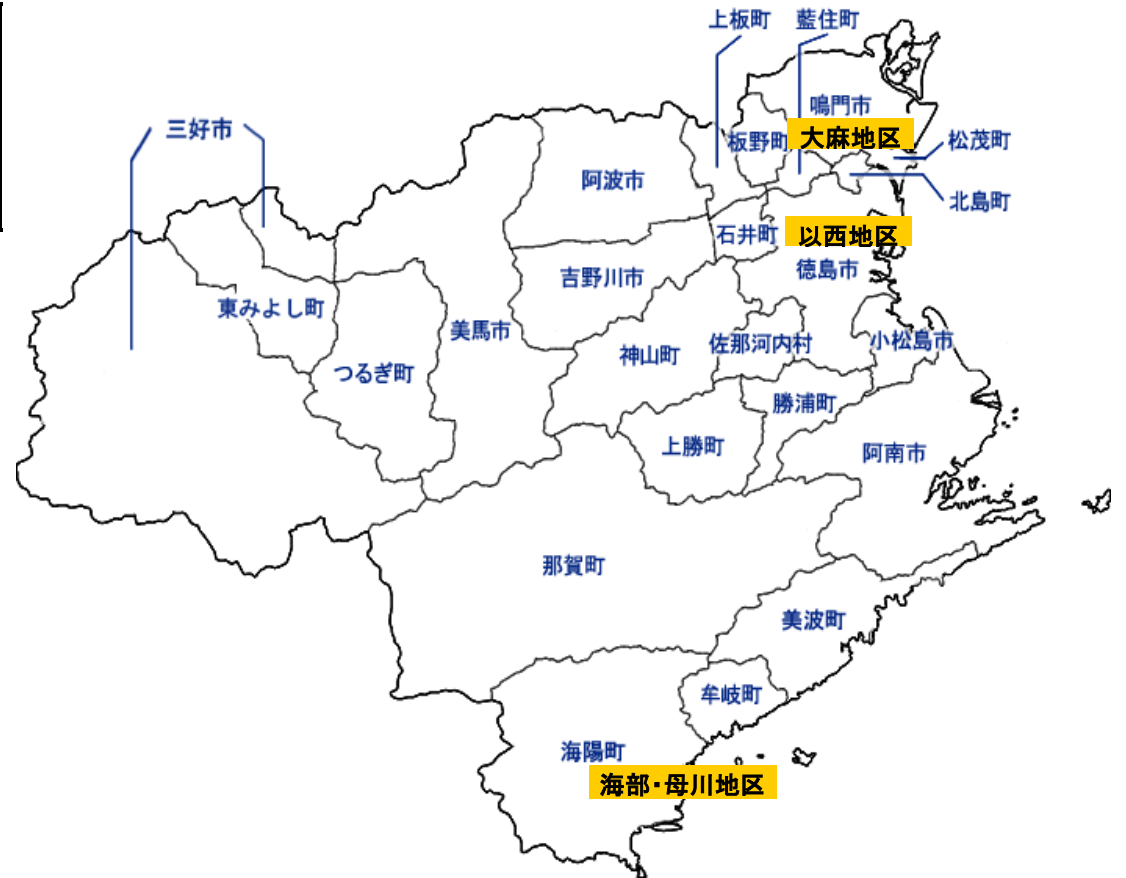 上板町
藍住町
鳴門市
三好市
板野町
大麻地区
松茂町
阿波市
北島町
石井町
以西地区
徳島市
吉野川市
東みよし町
美馬市
神山町
佐那河内村
小松島市
つるぎ町
勝浦町
上勝町
阿南市
那賀町
美波町
牟岐町
海陽町
海部・母川地区